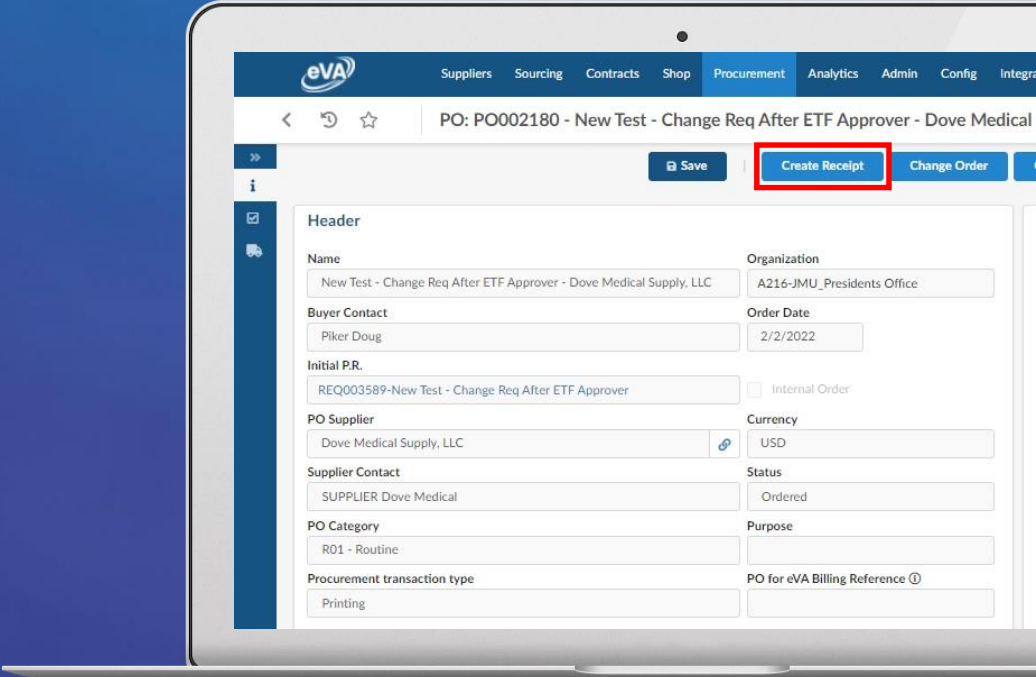 eVA Suppliers Sourcing Contracts Shop Procurement Analytics Admin Config Integra
PO: PO002180 - New Test - Change Req After ETF Approver - Dove Medical
Save Create Receipt Change Order
Header
Name Organization
New Test - Change Req After ETF Approver - Dove Medical Supply, LLC A216-JMU_Presidents Office
Buyer Contact Order Date
Piker Doug 2/2/2022
Initial P.R.
REQ003589-New Test - Change Req After ETF Approver Internal Order
PO Supplier Currency
Dove Medical Supply, LLC USD
Supplier Contact Status
SUPPLIER Dove Medical Ordered
PO Category Purpose
R01 - Routine
Procurement transaction type PO for eVA Billing Reference
Printing